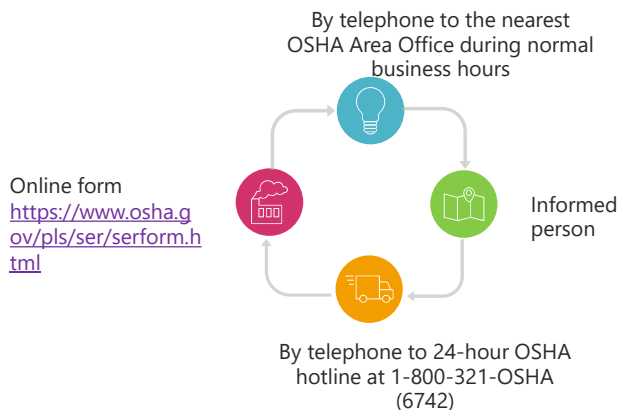 By telephone to the nearest
OSHA Area Office during normal
business hours
Online form
https://www.osha.g
ov/pls/ser/serform.h
tml
Informed
person
By telephone to 24-hour OSHA
hotline at 1-800-321-OSHA
(6742)